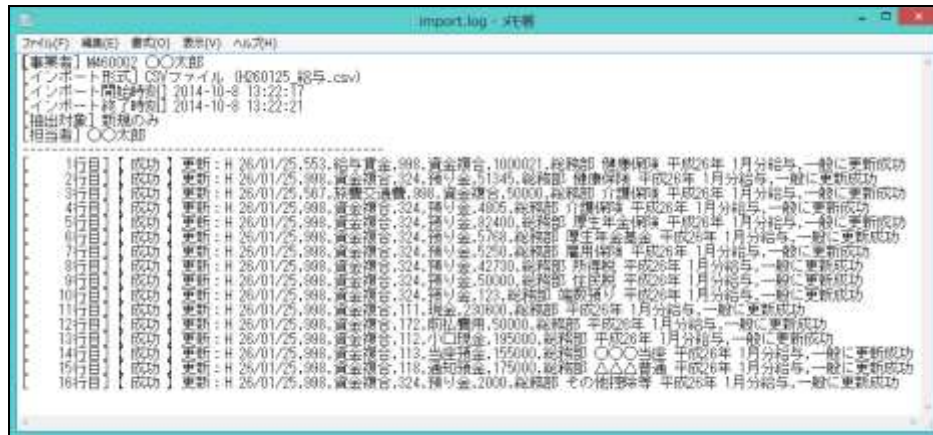 import.log - メモ帳
ファイル(F) 編集(E) 書式(O) 表示(V) ヘルプ(H)
[事業者] M460002 〇〇太郎
[インポート形式] CSVファイル (H260125_給与.csv)
[インポート開始時刻] 2014-10-8 13:22:17
[インポート終了時刻] 2014-10-8 13:22:21
[抽出対象] 新規のみ
[担当者] 〇〇太郎
--------------------------------------------------
[ 1行目] [ 成功 ] 更新:H 26/01/25,553,給与賃金,998,資金複合,1000021,総務部 健康保険 平成26年 1月分給与,一般に更新成功
[ 2行目] [ 成功 ] 更新:H 26/01/25,998,資金複合,324,預り金,51345,総務部 健康保険 平成26年 1月分給与,一般に更新成功
[ 3行目] [ 成功 ] 更新:H 26/01/25,567,旅費交通費,998,資金複合,50000,総務部 介護保険 平成26年 1月分給与,一般に更新成功
[ 4行目] [ 成功 ] 更新:H 26/01/25,998,資金複合,324,預り金,4805,総務部 介護保険 平成26年 1月分給与,一般に更新成功
[ 5行目] [ 成功 ] 更新:H 26/01/25,998,資金複合,324,預り金,82400,総務部 厚生年金保険 平成26年 1月分給与,一般に更新成功
[ 6行目] [ 成功 ] 更新:H 26/01/25,998,資金複合,324,預り金,5768,総務部 厚生年金基金 平成26年 1月分給与,一般に更新成功
[ 7行目] [ 成功 ] 更新:H 26/01/25,998,資金複合,324,預り金,5250,総務部 雇用保険 平成26年 1月分給与,一般に更新成功
[ 8行目] [ 成功 ] 更新:H 26/01/25,998,資金複合,324,預り金,42730,総務部 所得税 平成26年 1月分給与,一般に更新成功
[ 9行目] [ 成功 ] 更新:H 26/01/25,998,資金複合,324,預り金,50000,総務部 住民税 平成26年 1月分給与,一般に更新成功
[ 10行目] [ 成功 ] 更新:H 26/01/25,998,資金複合,324,預り金,123,総務部 端数預り 平成26年 1月分給与,一般に更新成功
[ 11行目] [ 成功 ] 更新:H 26/01/25,998,資金複合,111,現金,230600,総務部 平成26年 1月分給与,一般に更新成功
[ 12行目] [ 成功 ] 更新:H 26/01/25,998,資金複合,172,前払費用,50000,総務部 平成26年 1月分給与,一般に更新成功
[ 13行目] [ 成功 ] 更新:H 26/01/25,998,資金複合,112,小口現金,195000,総務部 平成26年 1月分給与,一般に更新成功
[ 14行目] [ 成功 ] 更新:H 26/01/25,998,資金複合,113,当座預金,155000,総務部 〇〇〇当座 平成26年 1月分給与,一般に更新成功
[ 15行目] [ 成功 ] 更新:H 26/01/25,998,資金複合,118,通知預金,175000,総務部 △△△普通 平成26年 1月分給与,一般に更新成功
[ 16行目] [ 成功 ] 更新:H 26/01/25,998,資金複合,324,預り金,2000,総務部 その他控除等 平成26年 1月分給与,一般に更新成功